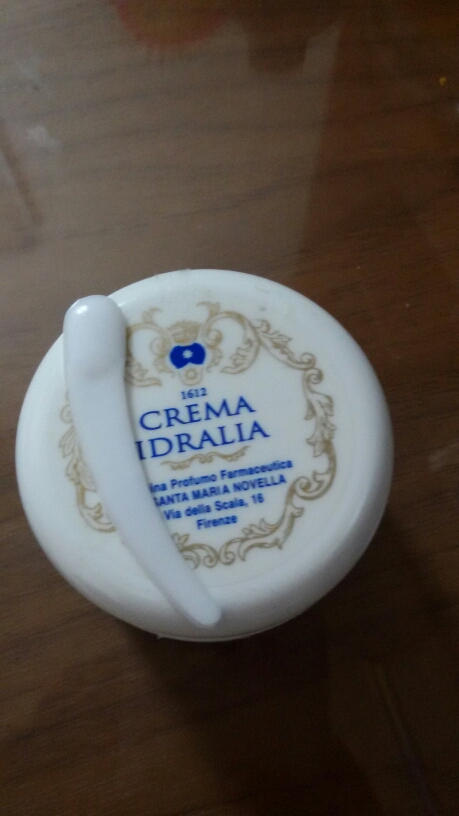 1612
CREMA
IDRALIA
Profumo Farmaceutica
SANTA MARIA NOVELLA
Via della Scala, 16
Firenze